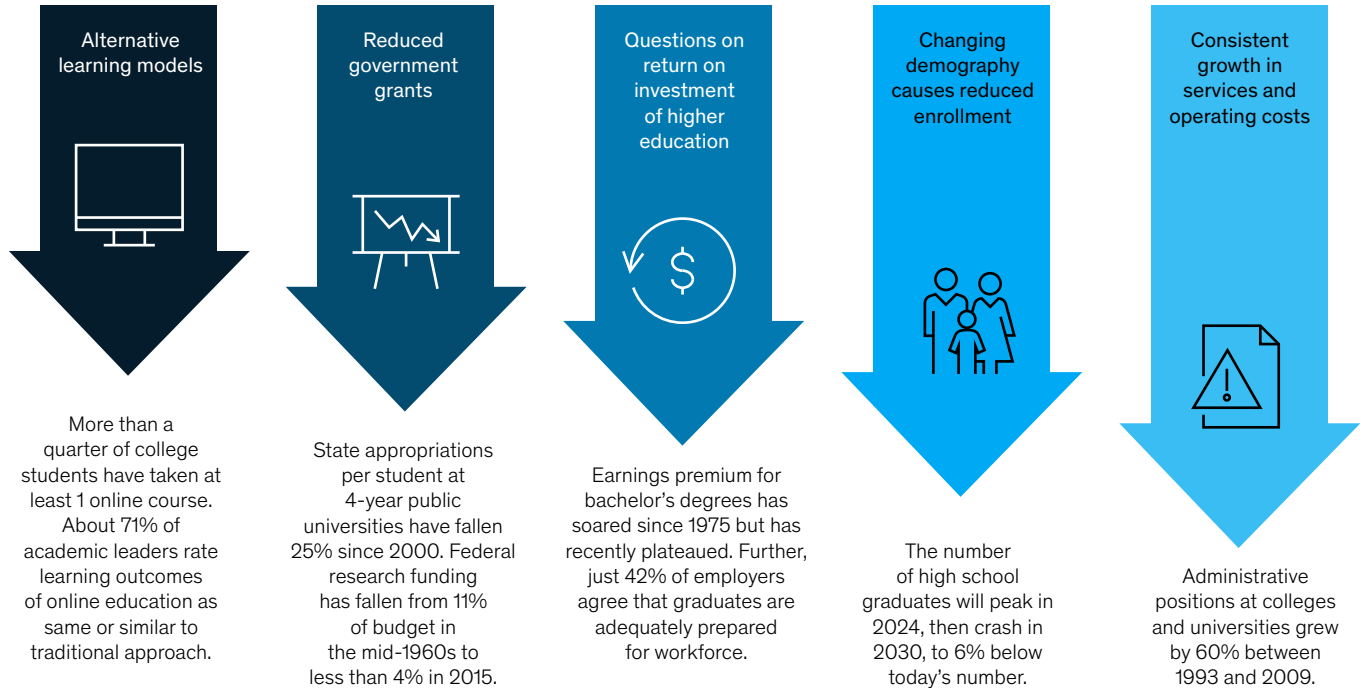 Alternative
learning models
More than a
quarter of college
students have taken at
least 1 online course.
About 71% of
academic leaders rate
learning outcomes
of online education as
same or similar to
traditional approach.
Reduced
government
grants
State appropriations
per student at
4-year public
universities have fallen
25% since 2000. Federal
research funding
has fallen from 11%
of budget in
the mid-1960s to
less than 4% in 2015.
Questions on
return on
investment
of higher
education
$
Earnings premium for
bachelor’s degrees has
soared since 1975 but has
recently plateaued. Further,
just 42% of employers
agree that graduates are
adequately prepared
for workforce.
Changing
demography
causes reduced
enrollment
The number
of high school
graduates will peak in
2024, then crash in
2030, to 6% below
today’s number.
Consistent
growth in
services and
operating costs
!
Administrative
positions at colleges
and universities grew
by 60% between
1993 and 2009.